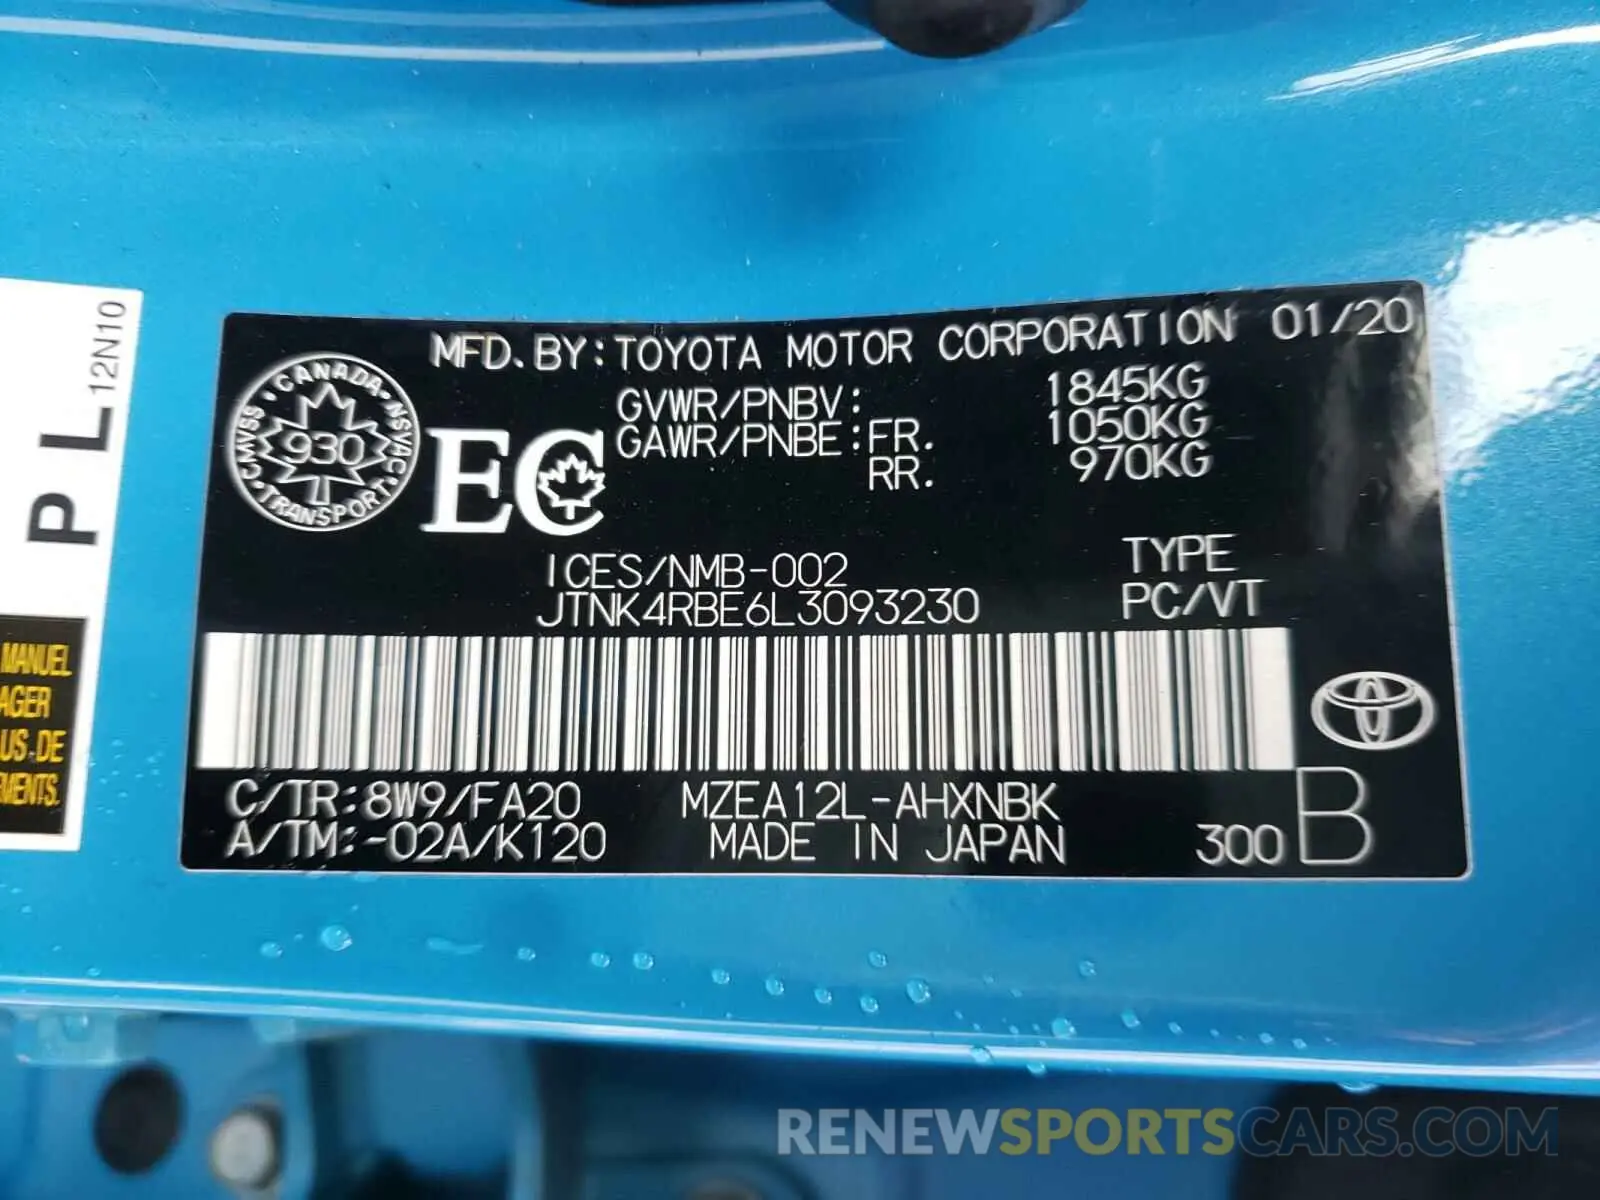 MFD.BY:TOYOTA MOTOR CORPORATION 01/20
GVWR/PNBV: 1845KG
GAWR/PNBE:FR. 1050KG
RR. 970KG
CANADA · NSVAC · TRANSPORT · CMVSS ·
930
EC
ICES/NMB-002
TYPE
JTNK4RBE6L3093230
PC/VT
C/TR:8W9/FA20 MZEA12L-AHXNBK
A/TM:-02A/K120 MADE IN JAPAN 300 B
P L 12N10
MANUEL
AGER
US DE
EMENTS.
RENEWSPORTSCARS.COM